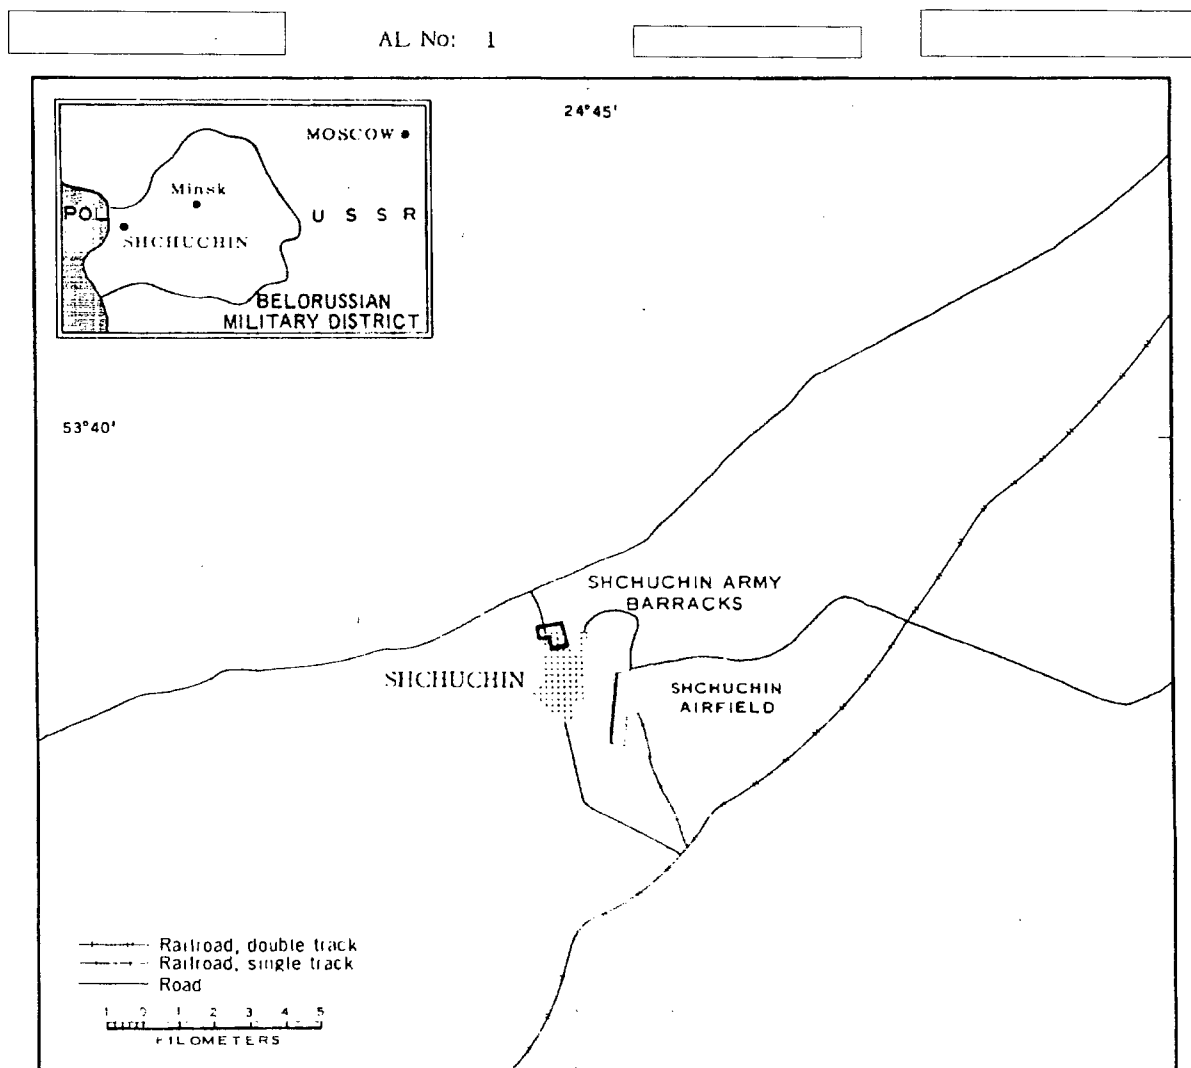 AL No: 1
24°45'
MOSCOW
Minsk
POL
U S S R
SHCHUCHIN
BELORUSSIAN
MILITARY DISTRICT
53°40'
SHCHUCHIN ARMY
BARRACKS
SHCHUCHIN
SHCHUCHIN
AIRFIELD
Railroad, double track
Railroad, single track
Road
1 0 1 2 3 4 5
KILOMETERS